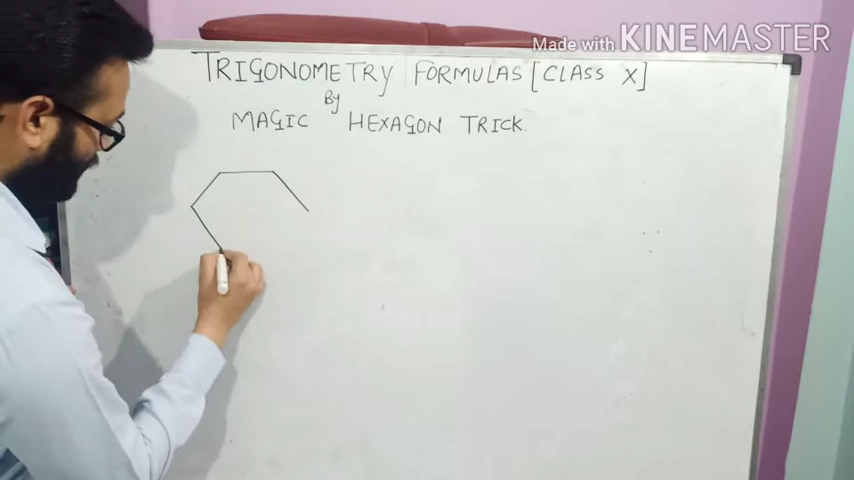 Made with KINEMASTER
TRIGONOMETRY FORMULAS [CLASS X]
By
MAGIC HEXAGON TRICK.